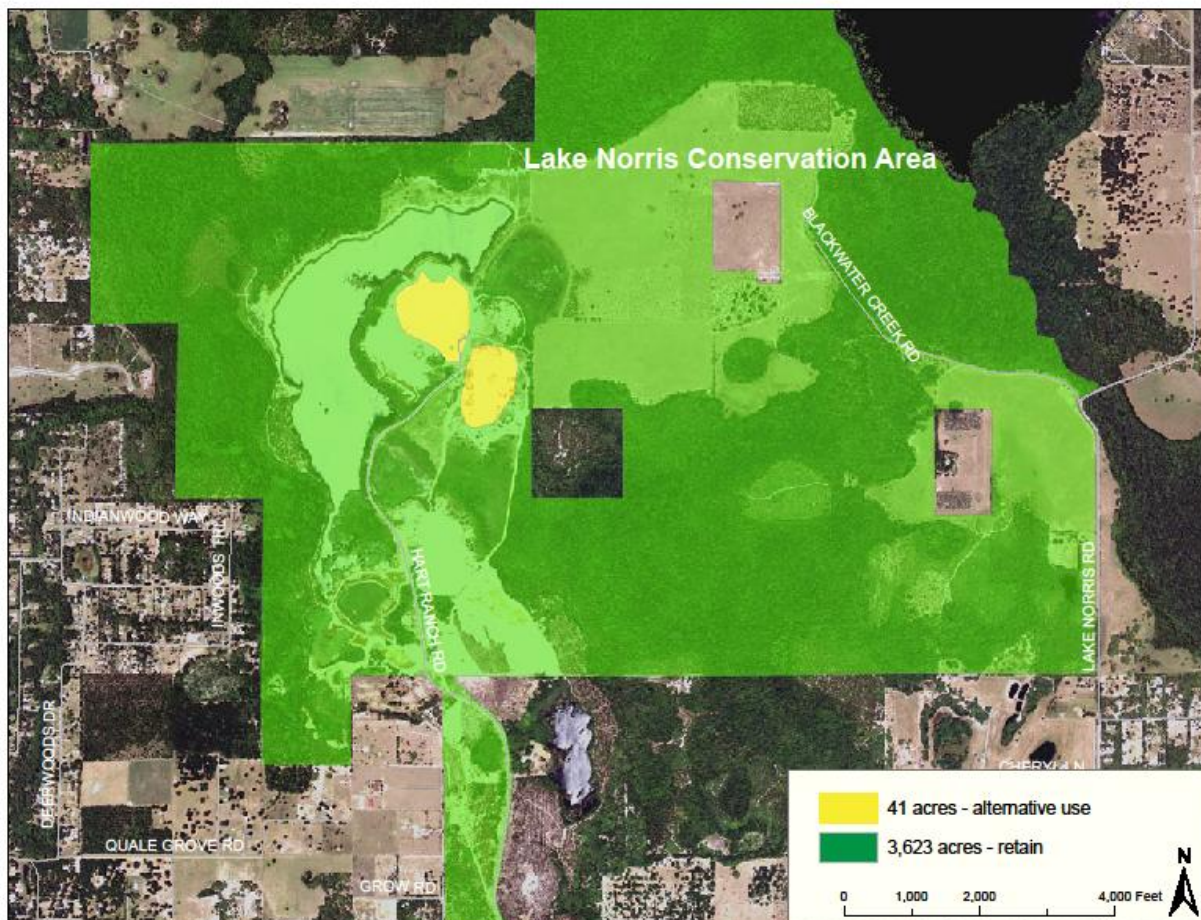 Lake Norris Conservation Area
BLACKWATER CREEK RD
INDIANWOOD WAY
INWOODS TRL
HART RANCH RD
LAKE NORRIS RD
DEERWOODS DR
CHERYL LN
QUALE GROVE RD
GROW RD
41 acres - alternative use
3,623 acres - retain
N
0 1,000 2,000 4,000 Feet